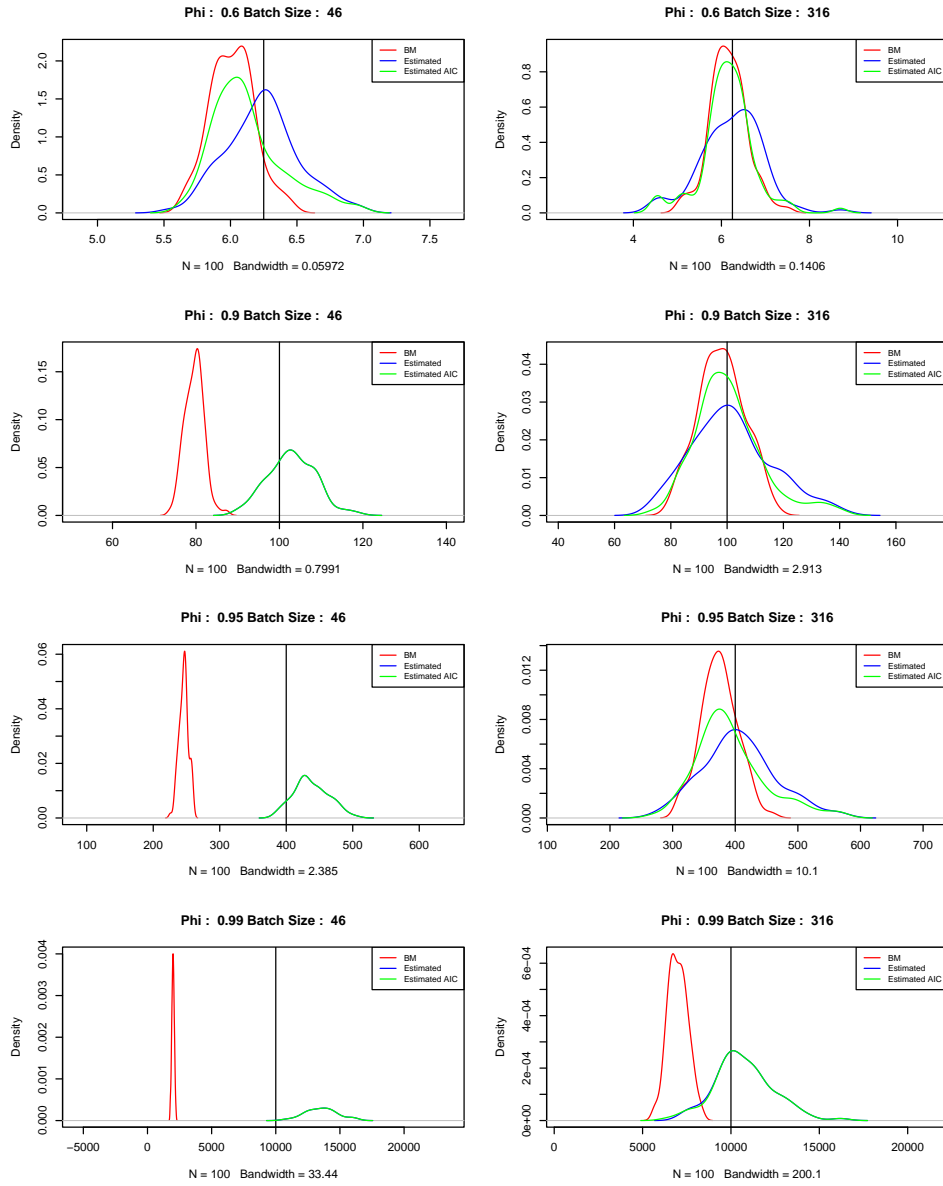 Phi :  0.6 Batch Size :  46
Density
0.0 0.5 1.0 1.5 2.0
BM
Estimated
Estimated AIC
5.0 5.5 6.0 6.5 7.0 7.5
N = 100   Bandwidth = 0.05972
Phi :  0.6 Batch Size :  316
Density
0.0 0.2 0.4 0.6 0.8
BM
Estimated
Estimated AIC
4 6 8 10
N = 100   Bandwidth = 0.1406
Phi :  0.9 Batch Size :  46
Density
0.00 0.05 0.10 0.15
BM
Estimated
Estimated AIC
60 80 100 120 140
N = 100   Bandwidth = 0.7991
Phi :  0.9 Batch Size :  316
Density
0.00 0.01 0.02 0.03 0.04
BM
Estimated
Estimated AIC
40 60 80 100 120 140 160
N = 100   Bandwidth = 2.913
Phi :  0.95 Batch Size :  46
Density
0.00 0.02 0.04 0.06
BM
Estimated
Estimated AIC
100 200 300 400 500 600
N = 100   Bandwidth = 2.385
Phi :  0.95 Batch Size :  316
Density
0.000 0.004 0.008 0.012
BM
Estimated
Estimated AIC
100 200 300 400 500 600 700
N = 100   Bandwidth = 10.1
Phi :  0.99 Batch Size :  46
Density
0.000 0.001 0.002 0.003 0.004
BM
Estimated
Estimated AIC
−5000 0 5000 10000 15000 20000
N = 100   Bandwidth = 33.44
Phi :  0.99 Batch Size :  316
Density
0e+00 2e−04 4e−04 6e−04
BM
Estimated
Estimated AIC
0 5000 10000 15000 20000
N = 100   Bandwidth = 200.1